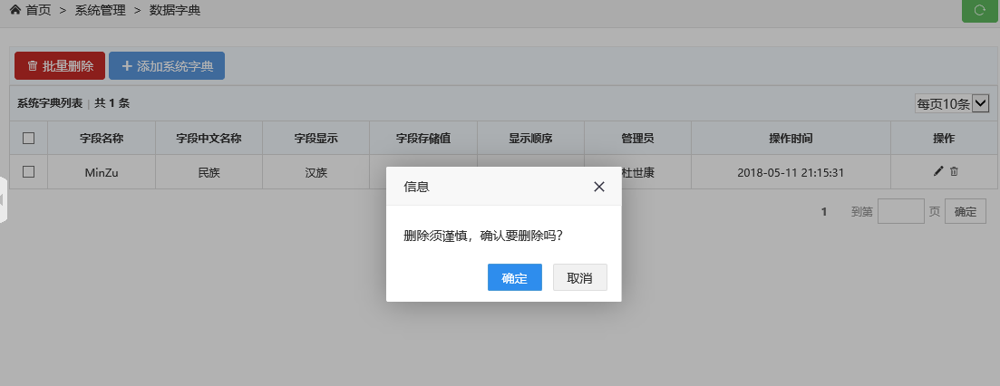 首页 > 系统管理 > 数据字典
批量删除 添加系统字典
系统字典列表 | 共 1 条 每页10条
字段名称 字段中文名称 字段显示 字段存储值 显示顺序 管理员 操作时间 操作
MinZu 民族 汉族 杜世康 2018-05-11 21:15:31
信息
删除须谨慎，确认要删除吗？
确定 取消
1 到第 页 确定